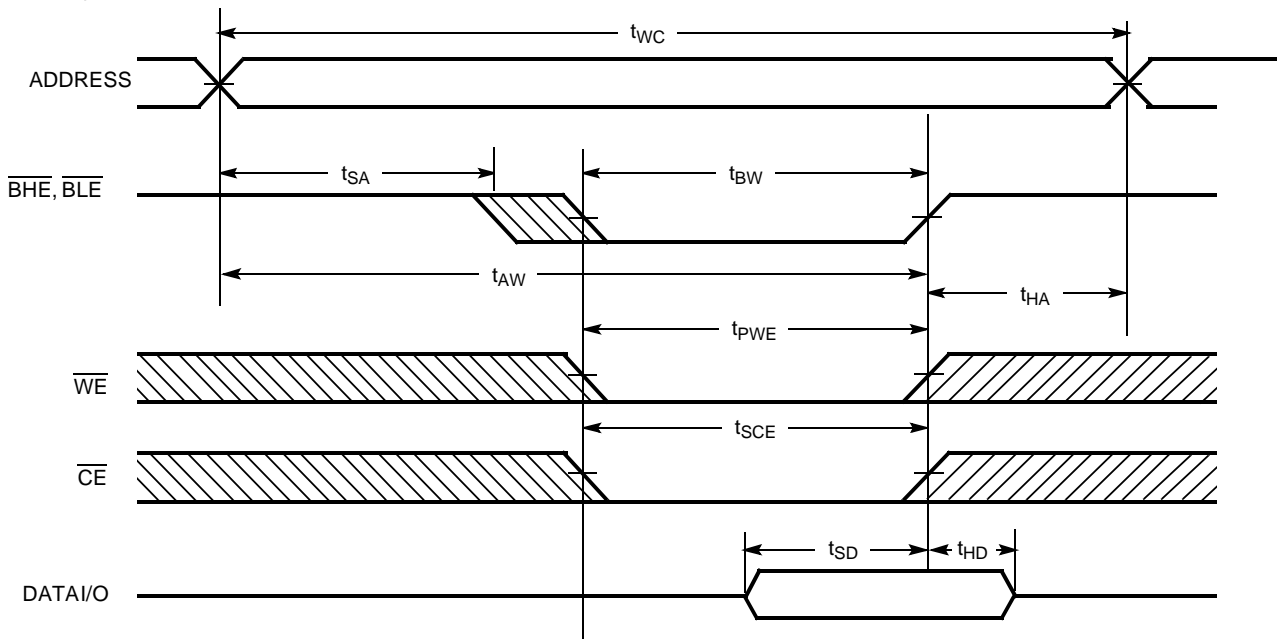 tWC
ADDRESS
tSA
tBW
BHE, BLE
tAW
tHA
tPWE
WE
tSCE
CE
tSD
tHD
DATAI/O